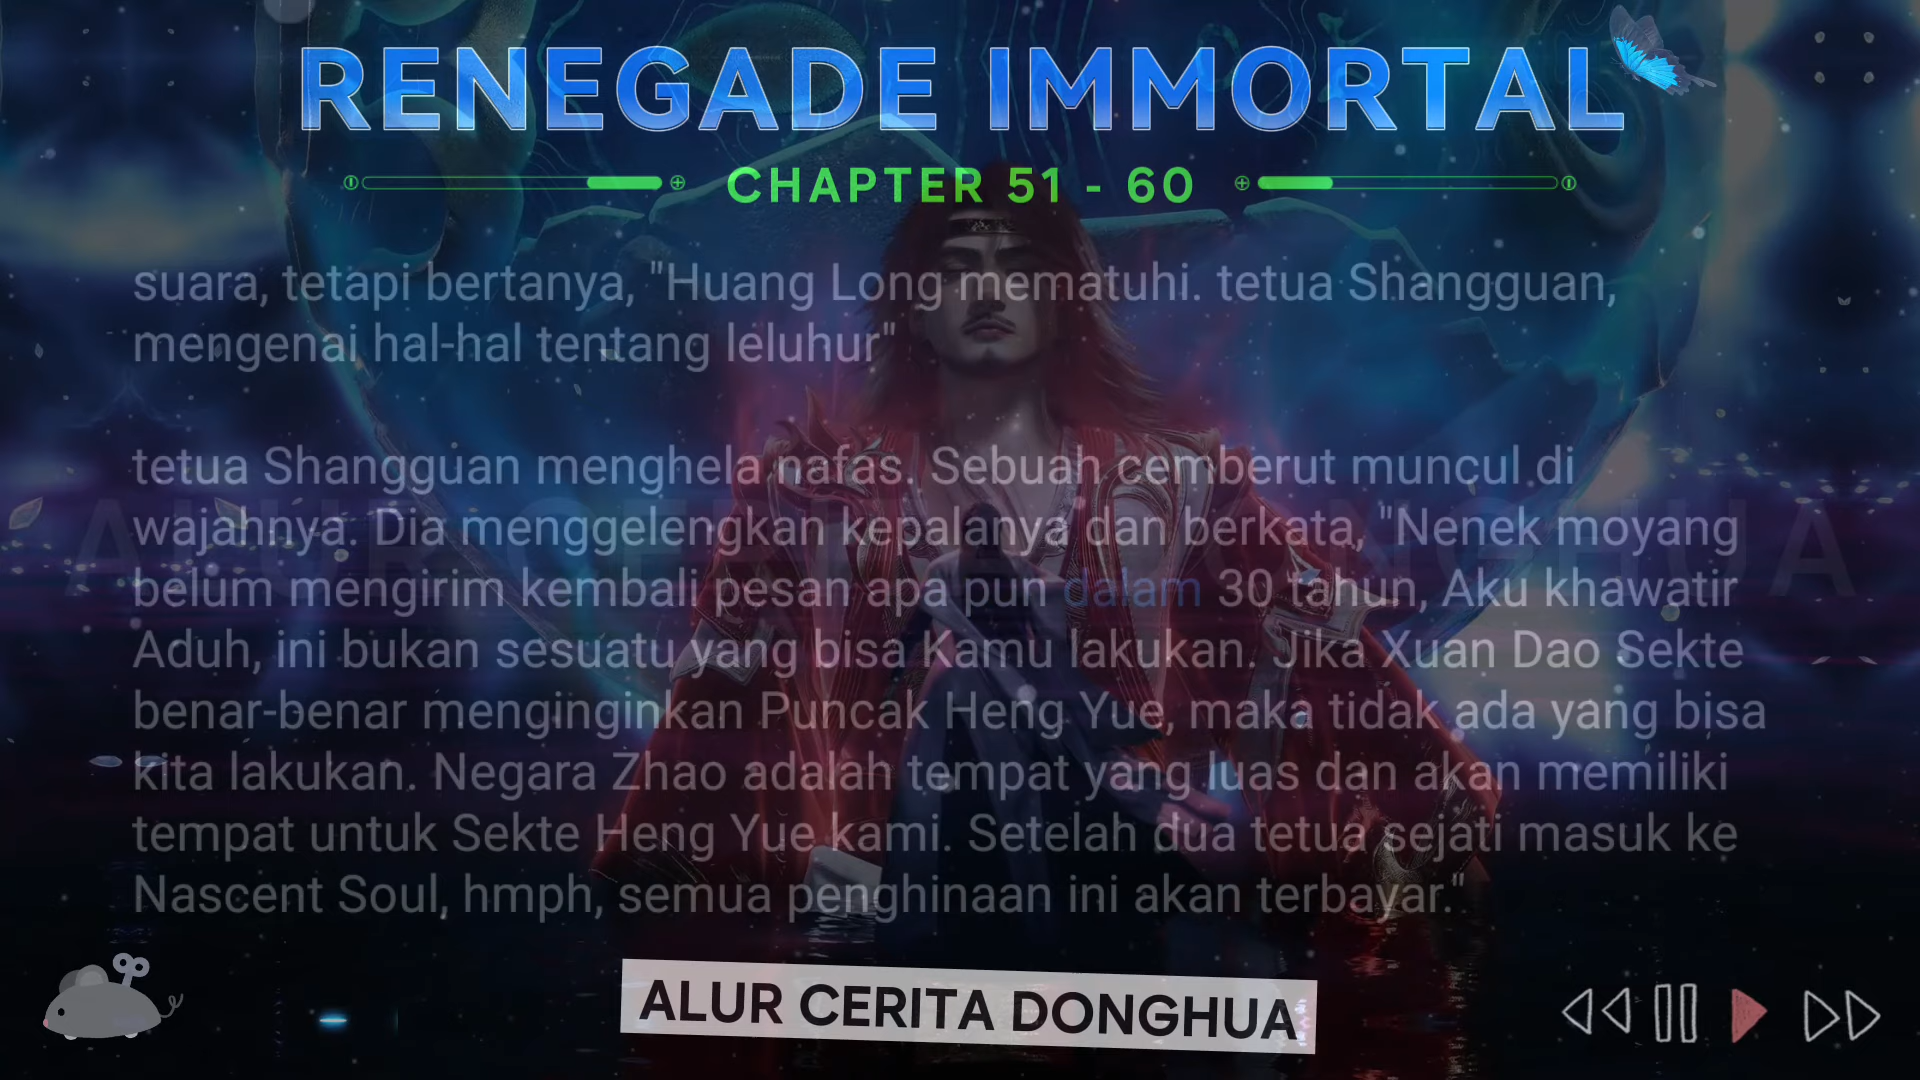 RENEGADE IMMORTAL
CHAPTER 51 - 60
suara, tetapi bertanya, "Huang Long mematuhi. tetua Shangguan,
mengenai hal-hal tentang leluhur"
tetua Shangguan menghela nafas. Sebuah cemberut muncul di
wajahnya. Dia menggelengkan kepalanya dan berkata, "Nenek moyang
belum mengirim kembali pesan apa pun dalam 30 tahun, Aku khawatir
Aduh, ini bukan sesuatu yang bisa Kamu lakukan. Jika Xuan Dao Sekte
benar-benar menginginkan Puncak Heng Yue, maka tidak ada yang bisa
kita lakukan. Negara Zhao adalah tempat yang luas dan akan memiliki
tempat untuk Sekte Heng Yue kami. Setelah dua tetua sejati masuk ke
Nascent Soul, hmph, semua penghinaan ini akan terbayar."
ALUR CERITA DONGHUA